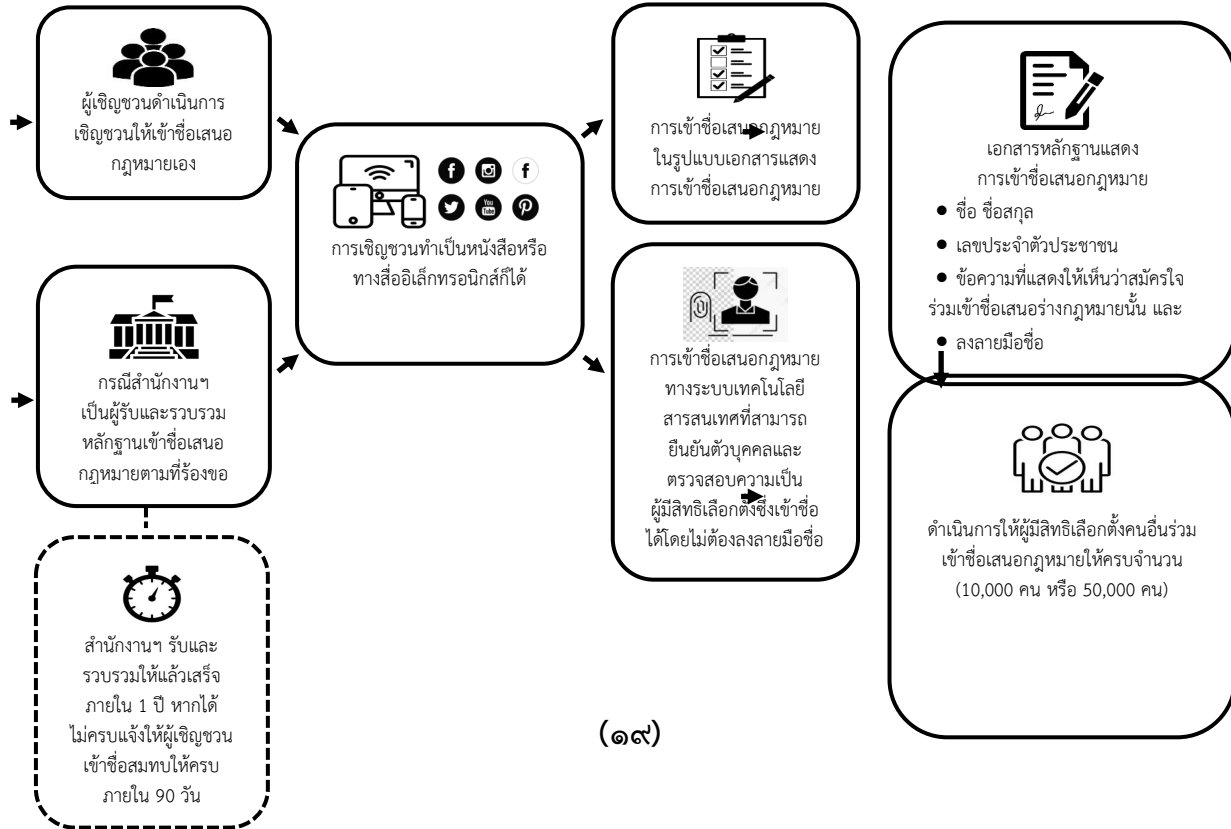 ผู้เชิญชวนดำเนินการ
เชิญชวนให้เข้าชื่อเสนอ
กฎหมายเอง
กรณีสำนักงานฯ
เป็นผู้รับและรวบรวม
หลักฐานเข้าชื่อเสนอ
กฎหมายตามที่ร้องขอ
สำนักงานฯ รับและ
รวบรวมให้แล้วเสร็จ
ภายใน 1 ปี หากได้
ไม่ครบแจ้งให้ผู้เชิญชวน
เข้าชื่อสมทบให้ครบ
ภายใน 90 วัน
You
Tube
การเชิญชวนทำเป็นหนังสือหรือ
ทางสื่ออิเล็กทรอนิกส์ก็ได้
การเข้าชื่อเสนอกฎหมาย
ในรูปแบบเอกสารแสดง
การเข้าชื่อเสนอกฎหมาย
การเข้าชื่อเสนอกฎหมาย
ทางระบบเทคโนโลยี
สารสนเทศที่สามารถ
ยืนยันตัวบุคคลและ
ตรวจสอบความเป็น
ผู้มีสิทธิเลือกตั้งซึ่งเข้าชื่อ
ได้โดยไม่ต้องลงลายมือชื่อ
เอกสารหลักฐานแสดง
การเข้าชื่อเสนอกฎหมาย
● ชื่อ ชื่อสกุล
● เลขประจำตัวประชาชน
● ข้อความที่แสดงให้เห็นว่าสมัครใจ
ร่วมเข้าชื่อเสนอร่างกฎหมายนั้น และ
● ลงลายมือชื่อ
ดำเนินการให้ผู้มีสิทธิเลือกตั้งคนอื่นร่วม
เข้าชื่อเสนอกฎหมายให้ครบจำนวน
(10,000 คน หรือ 50,000 คน)
(๑๙)